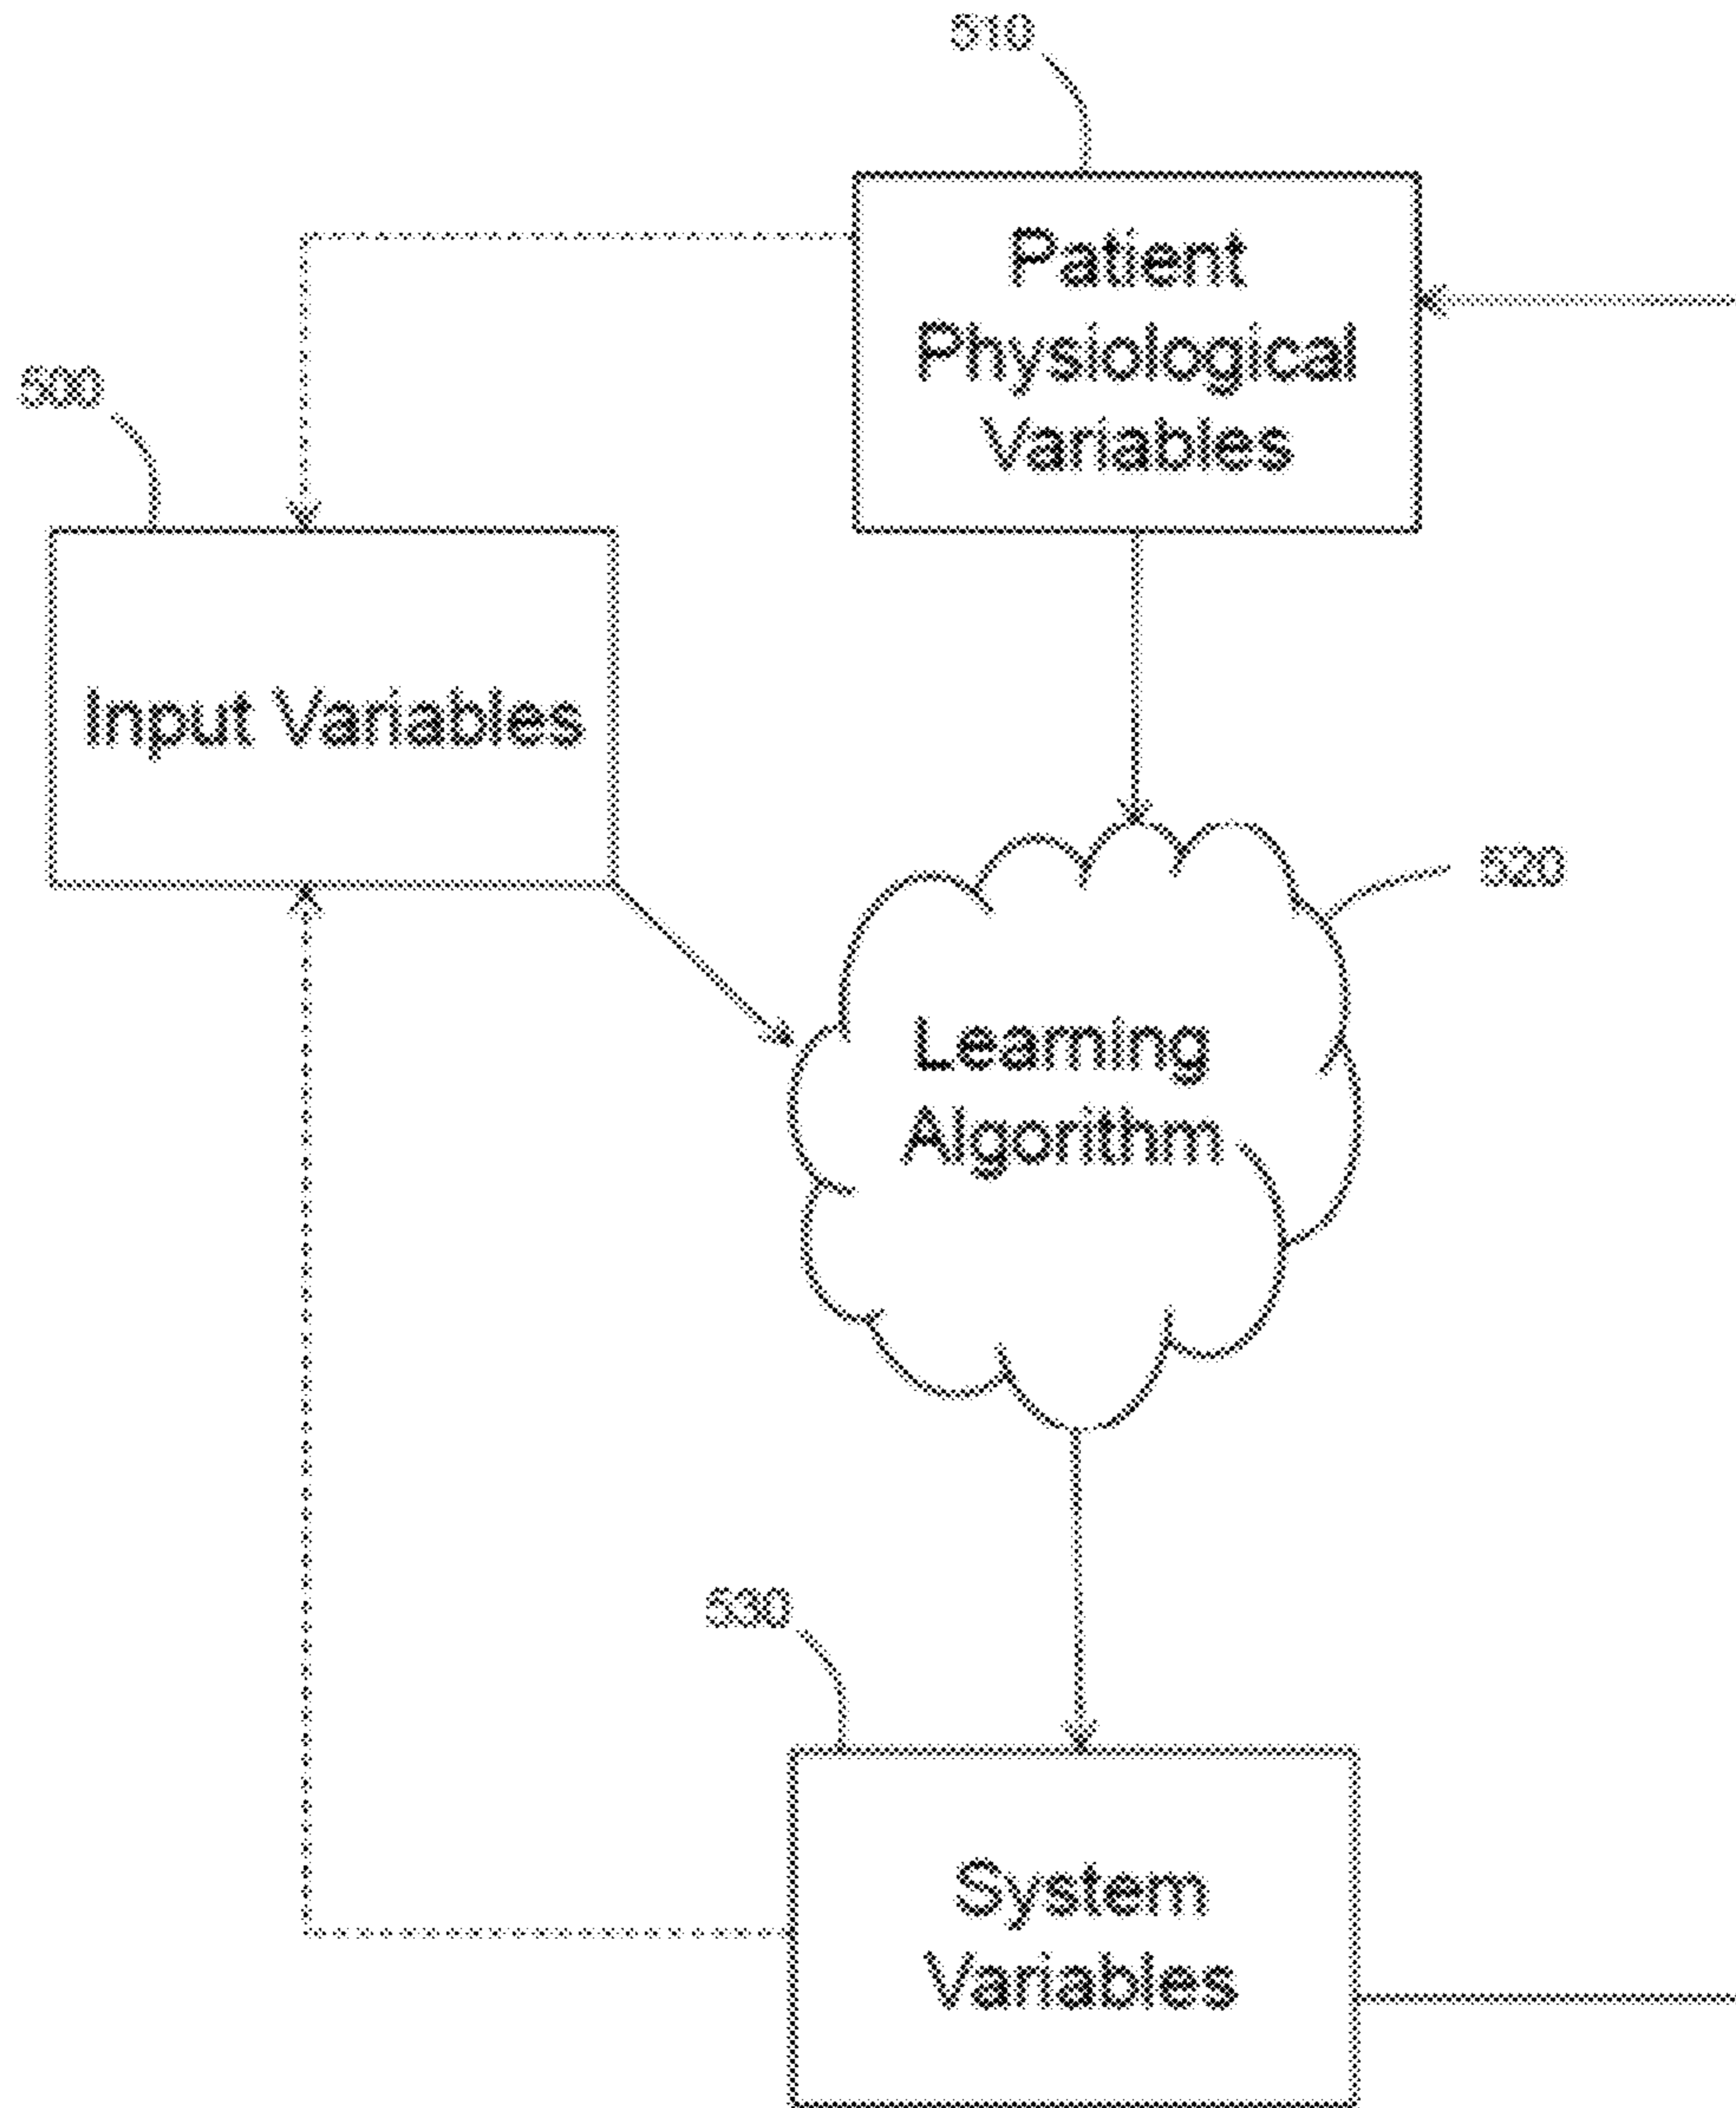 510
Patient
Physiological
Variables
500
Input Variables
520
Learning
Algorithm
530
System
Variables